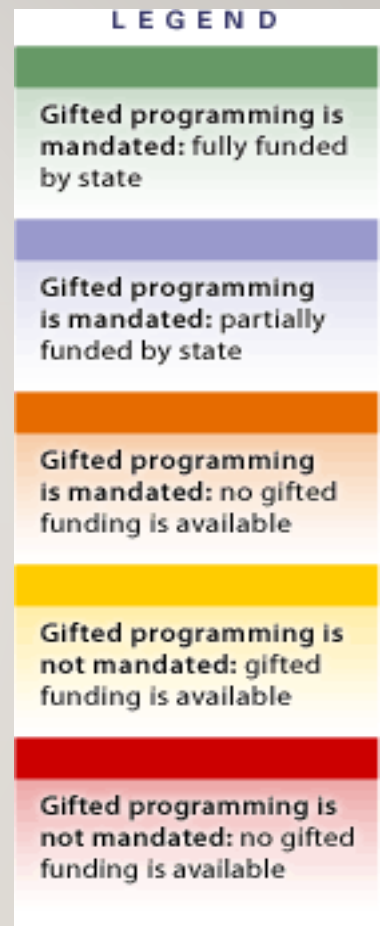 LEGEND
Gifted programming is
mandated: fully funded
by state
Gifted programming
is mandated: partially
funded by state
Gifted programming
is mandated: no gifted
funding is available
Gifted programming is
not mandated: gifted
funding is available
Gifted programming is
not mandated: no gifted
funding is available